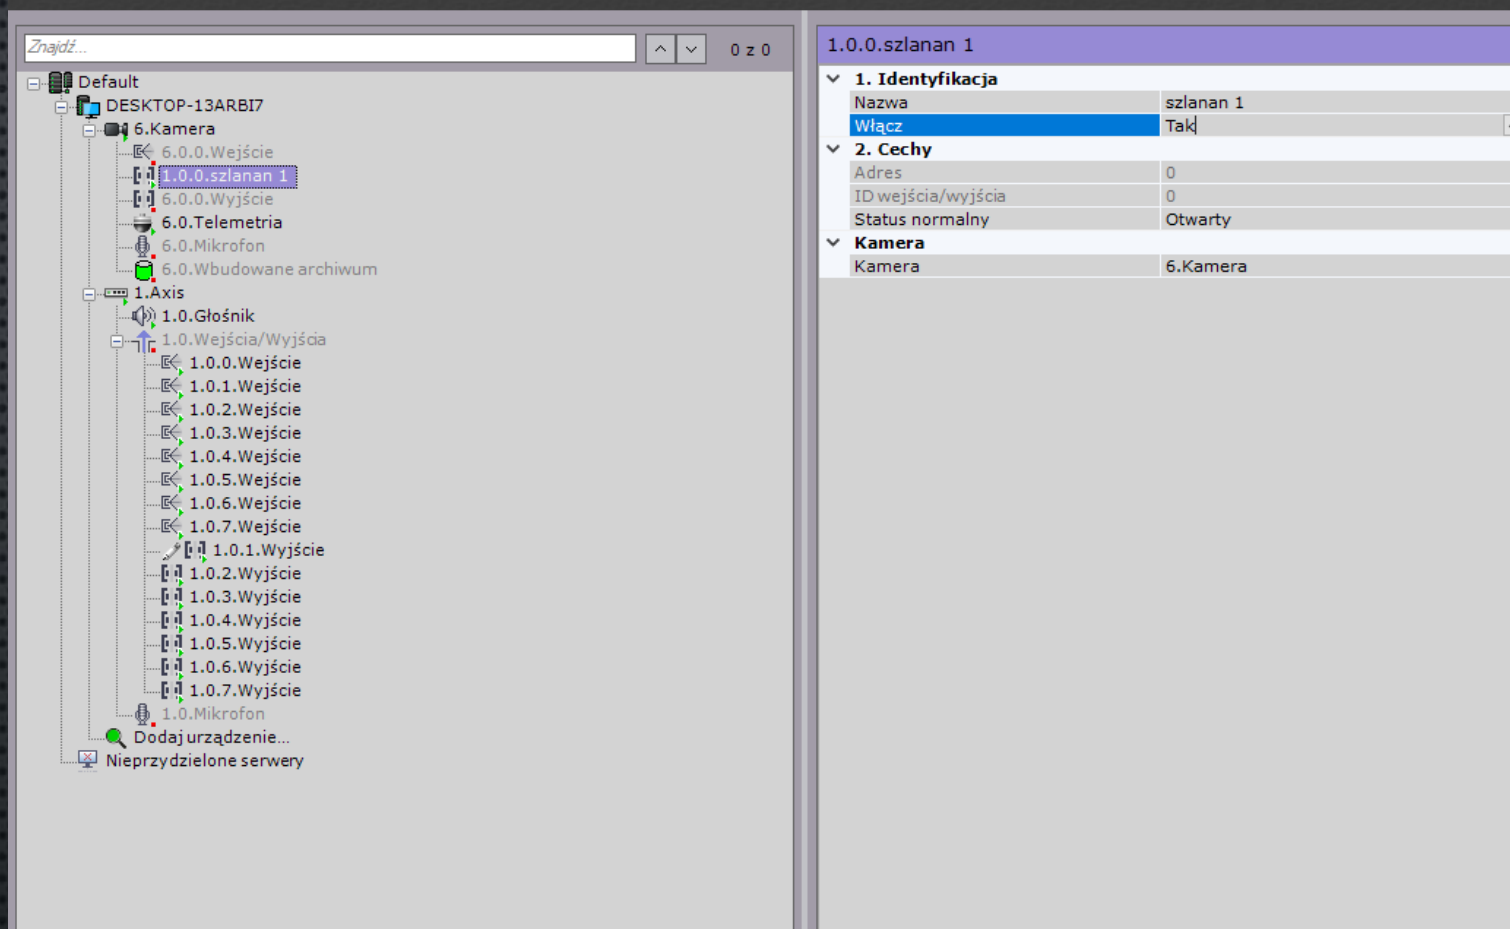 Znajdź...
0 z 0
Default
DESKTOP-13ARBI7
6.Kamera
6.0.0.Wejście
1.0.0.szlanan 1
6.0.0.Wyjście
6.0.Telemetria
6.0.Mikrofon
6.0.Wbudowane archiwum
1.Axis
1.0.Głośnik
1.0.Wejścia/Wyjścia
1.0.0.Wejście
1.0.1.Wejście
1.0.2.Wejście
1.0.3.Wejście
1.0.4.Wejście
1.0.5.Wejście
1.0.6.Wejście
1.0.7.Wejście
1.0.1.Wyjście
1.0.2.Wyjście
1.0.3.Wyjście
1.0.4.Wyjście
1.0.5.Wyjście
1.0.6.Wyjście
1.0.7.Wyjście
1.0.Mikrofon
Dodaj urządzenie...
Nieprzydzielone serwery
1.0.0.szlanan 1
1. Identyfikacja
Nazwa szlanan 1
Włącz Tak
2. Cechy
Adres 0
ID wejścia/wyjścia 0
Status normalny Otwarty
Kamera
Kamera 6.Kamera